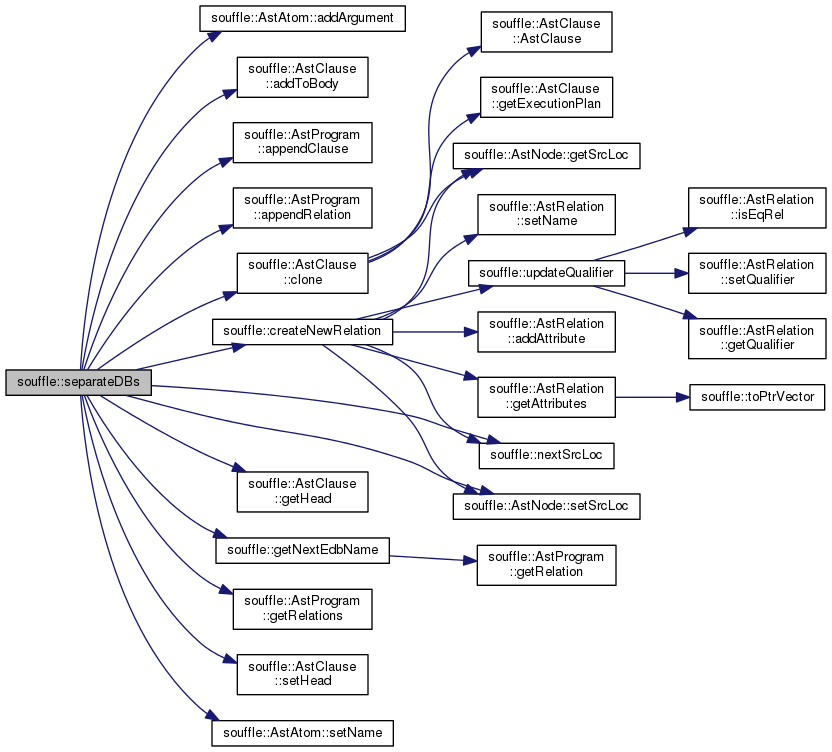 souffle::separateDBs
souffle::AstAtom::addArgument
souffle::AstClause
::addToBody
souffle::AstProgram
::appendClause
souffle::AstProgram
::appendRelation
souffle::AstClause
::clone
souffle::createNewRelation
souffle::AstClause
::getHead
souffle::getNextEdbName
souffle::AstProgram
::getRelations
souffle::AstClause
::setHead
souffle::AstAtom::setName
souffle::AstClause
::AstClause
souffle::AstClause
::getExecutionPlan
souffle::AstNode::getSrcLoc
souffle::AstRelation
::setName
souffle::updateQualifier
souffle::AstRelation
::addAttribute
souffle::AstRelation
::getAttributes
souffle::nextSrcLoc
souffle::AstNode::setSrcLoc
souffle::AstProgram
::getRelation
souffle::AstRelation
::isEqRel
souffle::AstRelation
::setQualifier
souffle::AstRelation
::getQualifier
souffle::toPtrVector